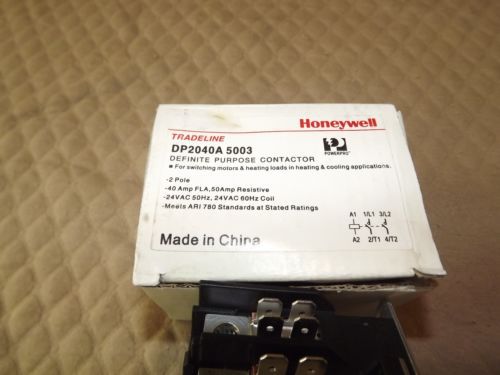 Honeywell
TRADELINE
DP2040A 5003
DEFINITE PURPOSE CONTACTOR
POWERPRO
▪ For switching motors & heating loads in heating & cooling applications.
-2 Pole
-40 Amp FLA,50Amp Resistive
-24VAC 50Hz, 24VAC 60Hz Coil
-Meets ARI 780 Standards at Stated Ratings
A1 1/L1 3/L2
A2 2/T1 4/T2
Made in China